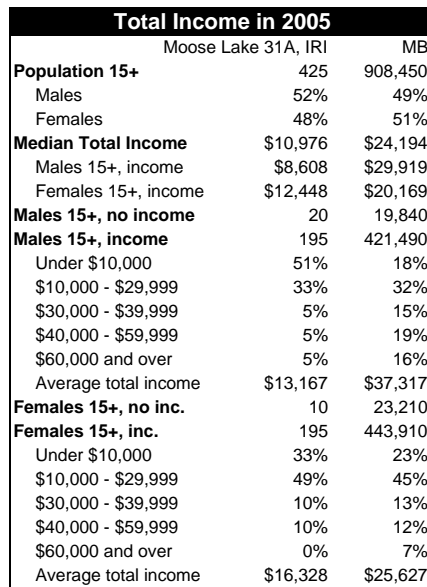 Total Income in 2005
Moose Lake 31A, IRI MB
Population 15+ 425 908,450
Males 52% 49%
Females 48% 51%
Median Total Income $10,976 $24,194
Males 15+, income $8,608 $29,919
Females 15+, income $12,448 $20,169
Males 15+, no income 20 19,840
Males 15+, income 195 421,490
Under $10,000 51% 18%
$10,000 - $29,999 33% 32%
$30,000 - $39,999 5% 15%
$40,000 - $59,999 5% 19%
$60,000 and over 5% 16%
Average total income $13,167 $37,317
Females 15+, no inc. 10 23,210
Females 15+, inc. 195 443,910
Under $10,000 33% 23%
$10,000 - $29,999 49% 45%
$30,000 - $39,999 10% 13%
$40,000 - $59,999 10% 12%
$60,000 and over 0% 7%
Average total income $16,328 $25,627